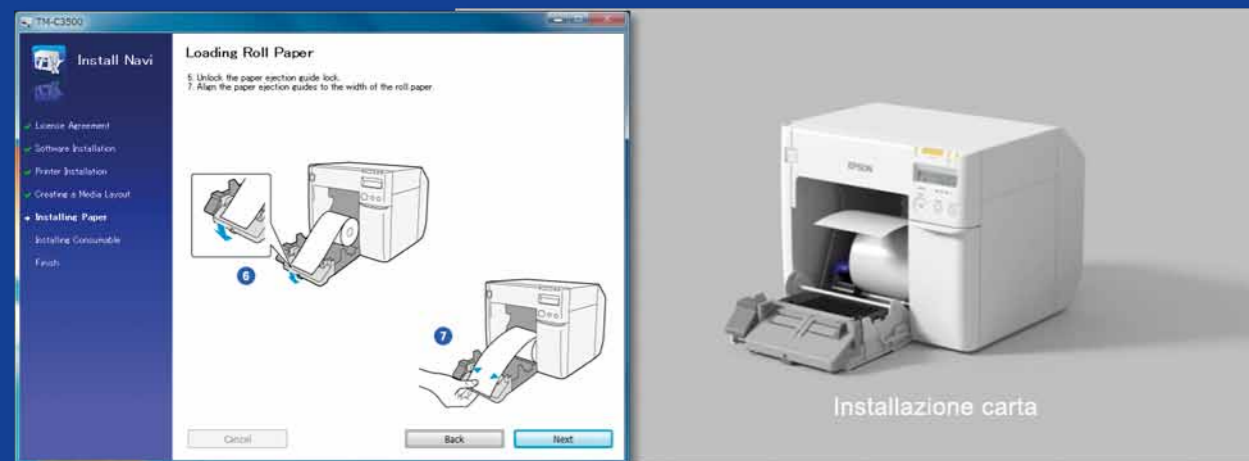 TM-C3500
Install Navi
License Agreement
Software Installation
Printer Installation
Creating a Media Layout
Installing Paper
Installing Consumable
Finish
Loading Roll Paper
6. Unlock the paper ejection guide lock.
7. Align the paper ejection guides to the width of the roll paper.
6
7
Cancel
Back
Next
EPSON
Installazione carta